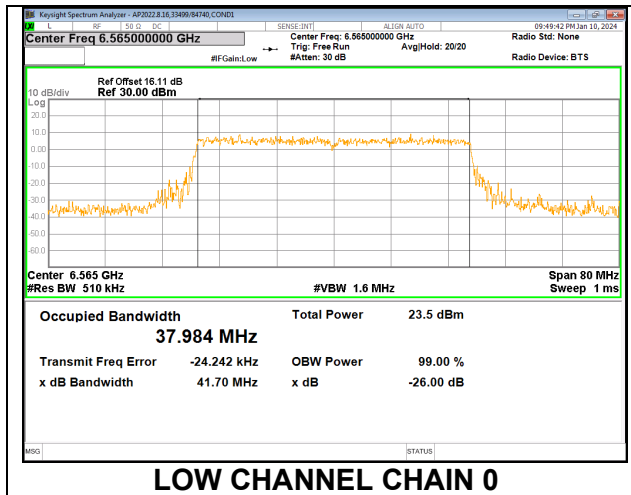 Keysight Spectrum Analyzer - AP2022.8.16,33499/84740,COND1
L RF 50 Ω DC SENSE:INT ALIGN AUTO 09:49:42 PM Jan 10, 2024
Center Freq 6.565000000 GHz Center Freq: 6.565000000 GHz Radio Std: None
Trig: Free Run Avg|Hold: 20/20
#IFGain:Low #Atten: 30 dB Radio Device: BTS
Ref Offset 16.11 dB
10 dB/div Ref 30.00 dBm
Log
20.0
10.0
0.00
-10.0
-20.0
-30.0
-40.0
-50.0
-60.0
Center 6.565 GHz Span 80 MHz
#Res BW 510 kHz #VBW 1.6 MHz Sweep 1 ms
Occupied Bandwidth Total Power 23.5 dBm
37.984 MHz
Transmit Freq Error -24.242 kHz OBW Power 99.00 %
x dB Bandwidth 41.70 MHz x dB -26.00 dB
MSG STATUS
LOW CHANNEL CHAIN 0